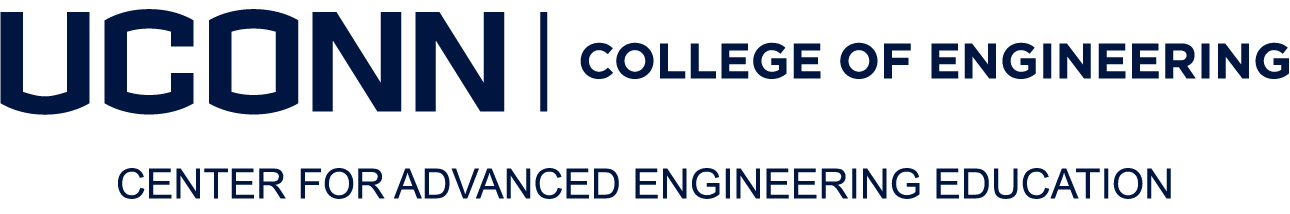 UCONN | COLLEGE OF ENGINEERING
CENTER FOR ADVANCED ENGINEERING EDUCATION